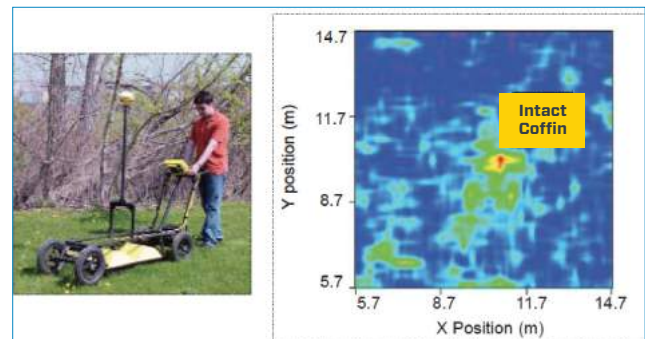 14.7
11.7
8.7
5.7
Y position (m)
Intact
Coffin
5.7 8.7 11.7 14.7
X Position (m)